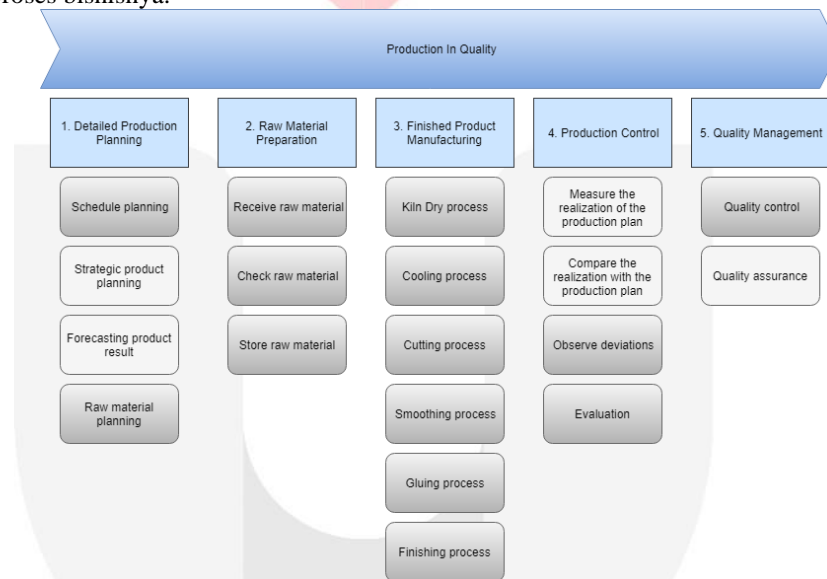 proses bisnisnya.
Production In Quality
1. Detailed Production
Planning
2. Raw Material
Preparation
3. Finished Product
Manufacturing
4. Production Control
5. Quality Management
Schedule planning
Strategic product
planning
Forecasting product
result
Raw material
planning
Receive raw material
Check raw material
Store raw material
Kiln Dry process
Cooling process
Cutting process
Smoothing process
Gluing process
Finishing process
Measure the
realization of the
production plan
Compare the
realization with the
production plan
Observe deviations
Evaluation
Quality control
Quality assurance